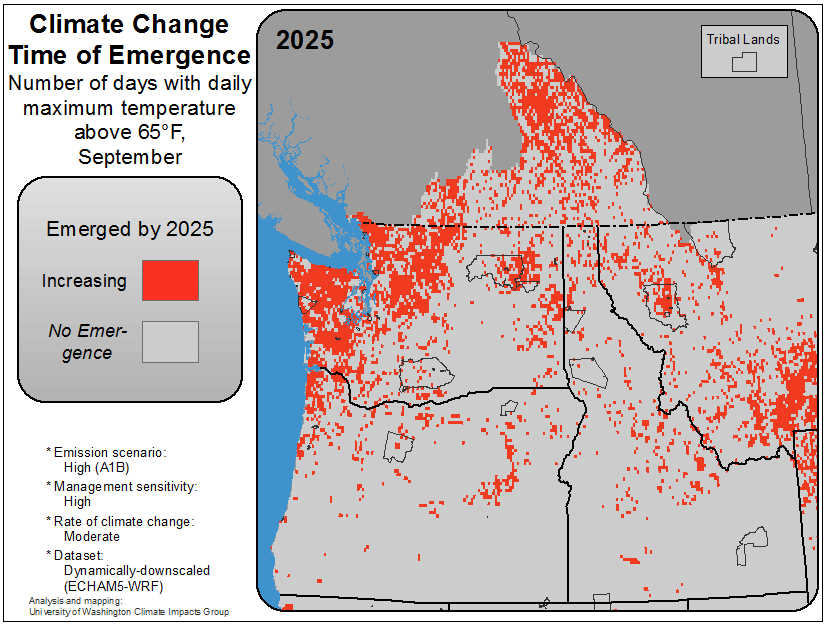 Climate Change
Time of Emergence
Number of days with daily
maximum temperature
above 65°F,
September
Emerged by 2025
Increasing
No Emer-
gence
* Emission scenario:
High (A1B)
* Management sensitivity:
High
* Rate of climate change:
Moderate
* Dataset:
Dynamically-downscaled
(ECHAM5-WRF)
Analysis and mapping:
University of Washington Climate Impacts Group
2025
Tribal Lands